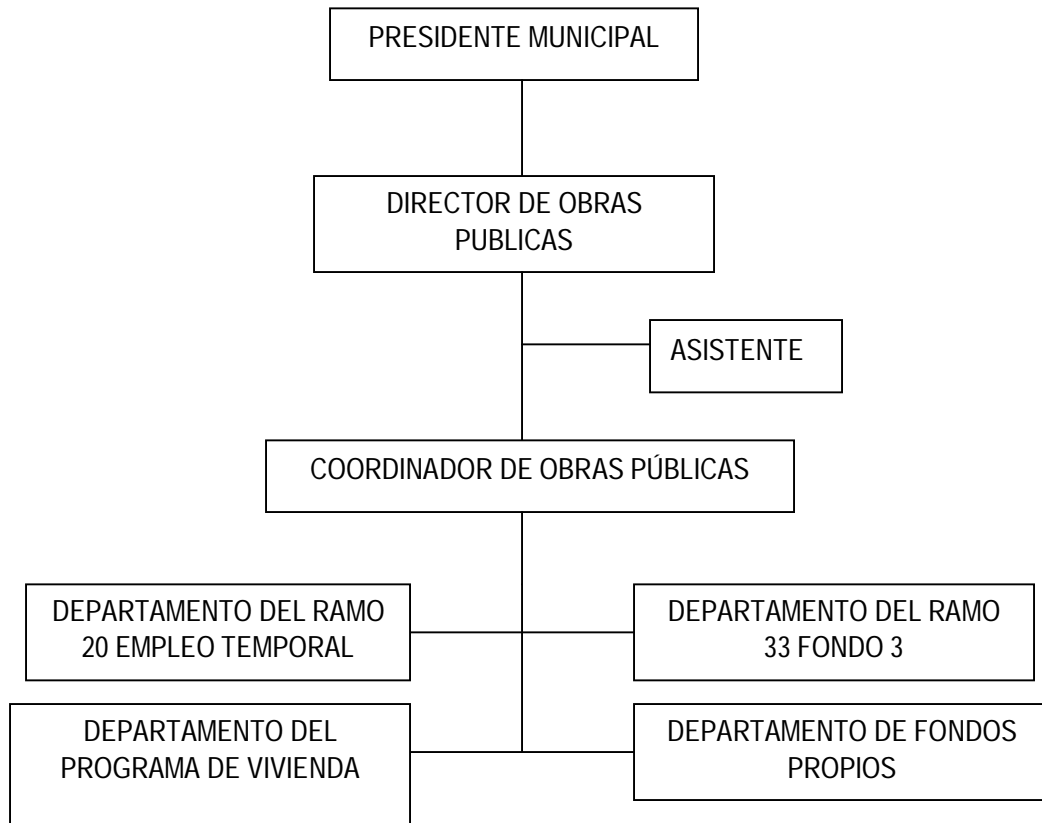 PRESIDENTE MUNICIPAL
DIRECTOR DE OBRAS
PUBLICAS
ASISTENTE
COORDINADOR DE OBRAS PÚBLICAS
DEPARTAMENTO DEL RAMO
20 EMPLEO TEMPORAL
DEPARTAMENTO DEL RAMO
33 FONDO 3
DEPARTAMENTO DEL
PROGRAMA DE VIVIENDA
DEPARTAMENTO DE FONDOS
PROPIOS